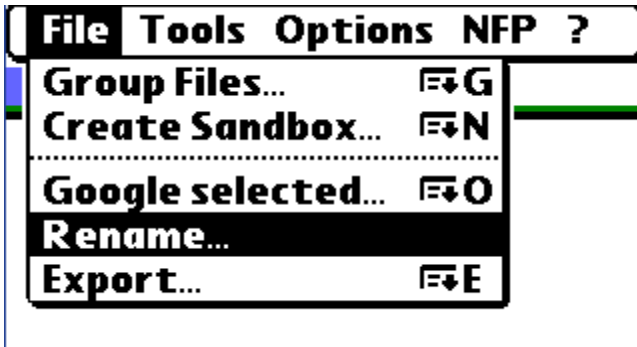 File Tools Options NFP ?
Group Files... G
Create Sandbox... N
Google selected... O
Rename...
Export... E